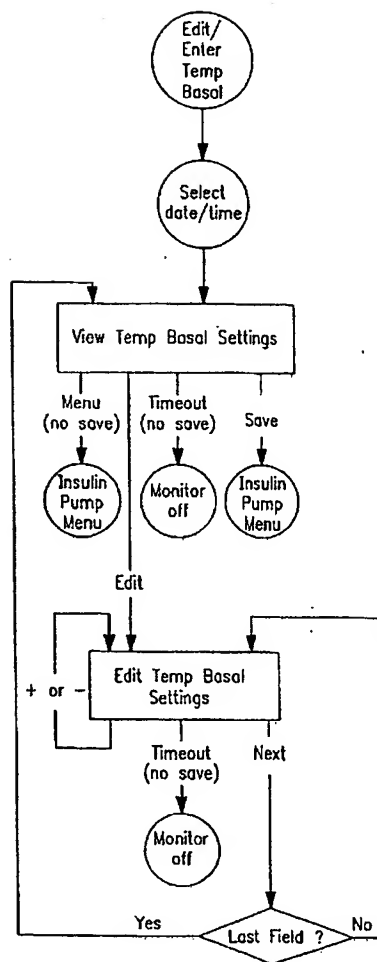 Edit/
Enter
Temp
Basal
Select
date/time
View Temp Basal Settings
Menu
(no save)
Timeout
(no save)
Save
Insulin
Pump
Menu
Monitor
off
Insulin
Pump
Menu
Edit
+ or -
Edit Temp Basal
Settings
Timeout
(no save)
Next
Monitor
off
Yes
Last Field ?
No